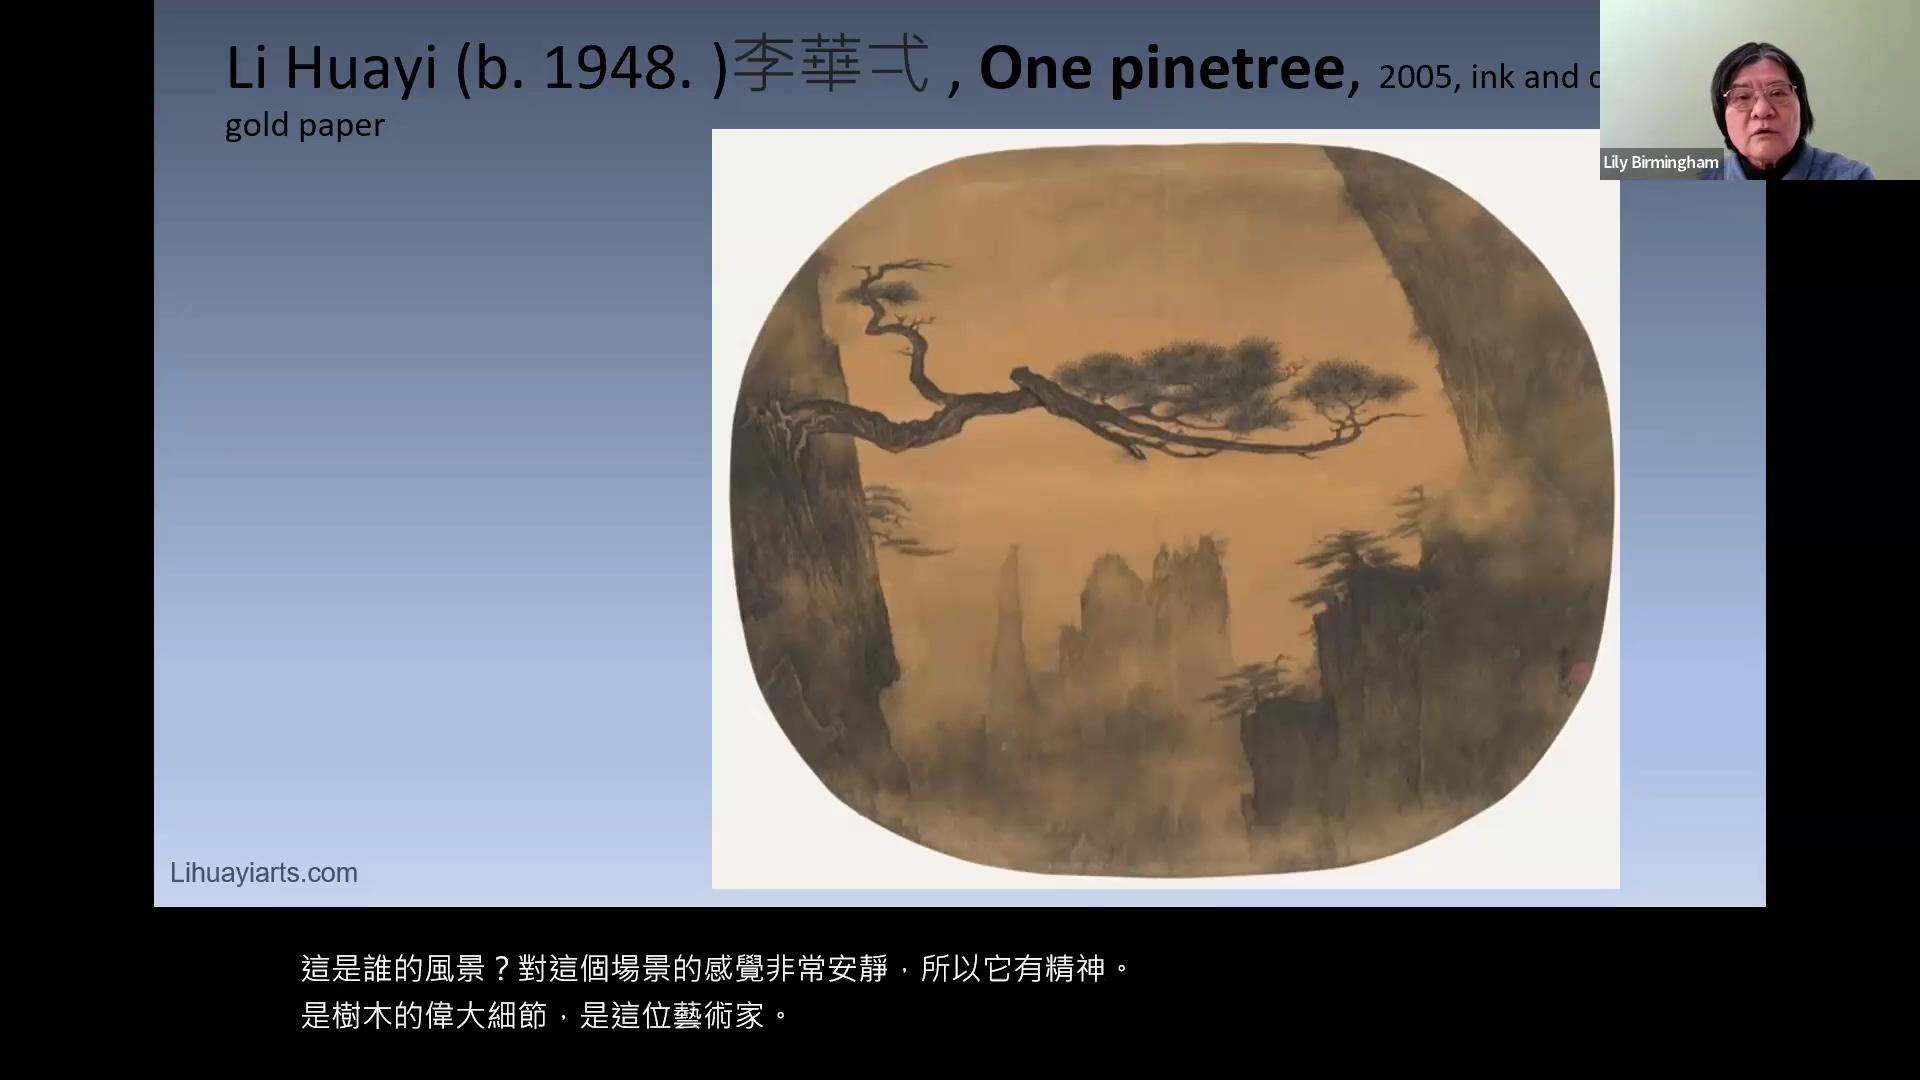 Li Huayi (b. 1948. )李華弌 , One pinetree, 2005, ink and
gold paper
Lily Birmingham
Lihuayiarts.com
這是誰的風景？對這個場景的感覺非常安靜，所以它有精神。
是樹木的偉大細節，是這位藝術家。